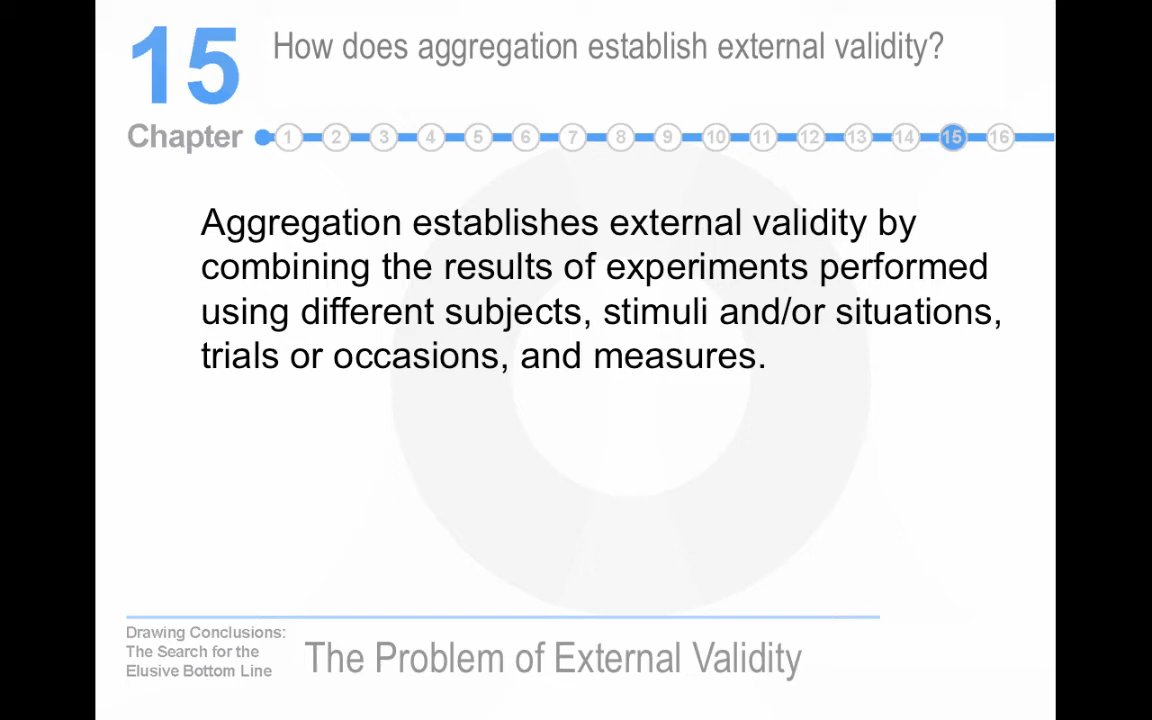 15
How does aggregation establish external validity?
Chapter
1 2 3 4 5 6 7 8 9 10 11 12 13 14 15 16
Aggregation establishes external validity by
combining the results of experiments performed
using different subjects, stimuli and/or situations,
trials or occasions, and measures.
Drawing Conclusions:
The Search for the
Elusive Bottom Line
The Problem of External Validity